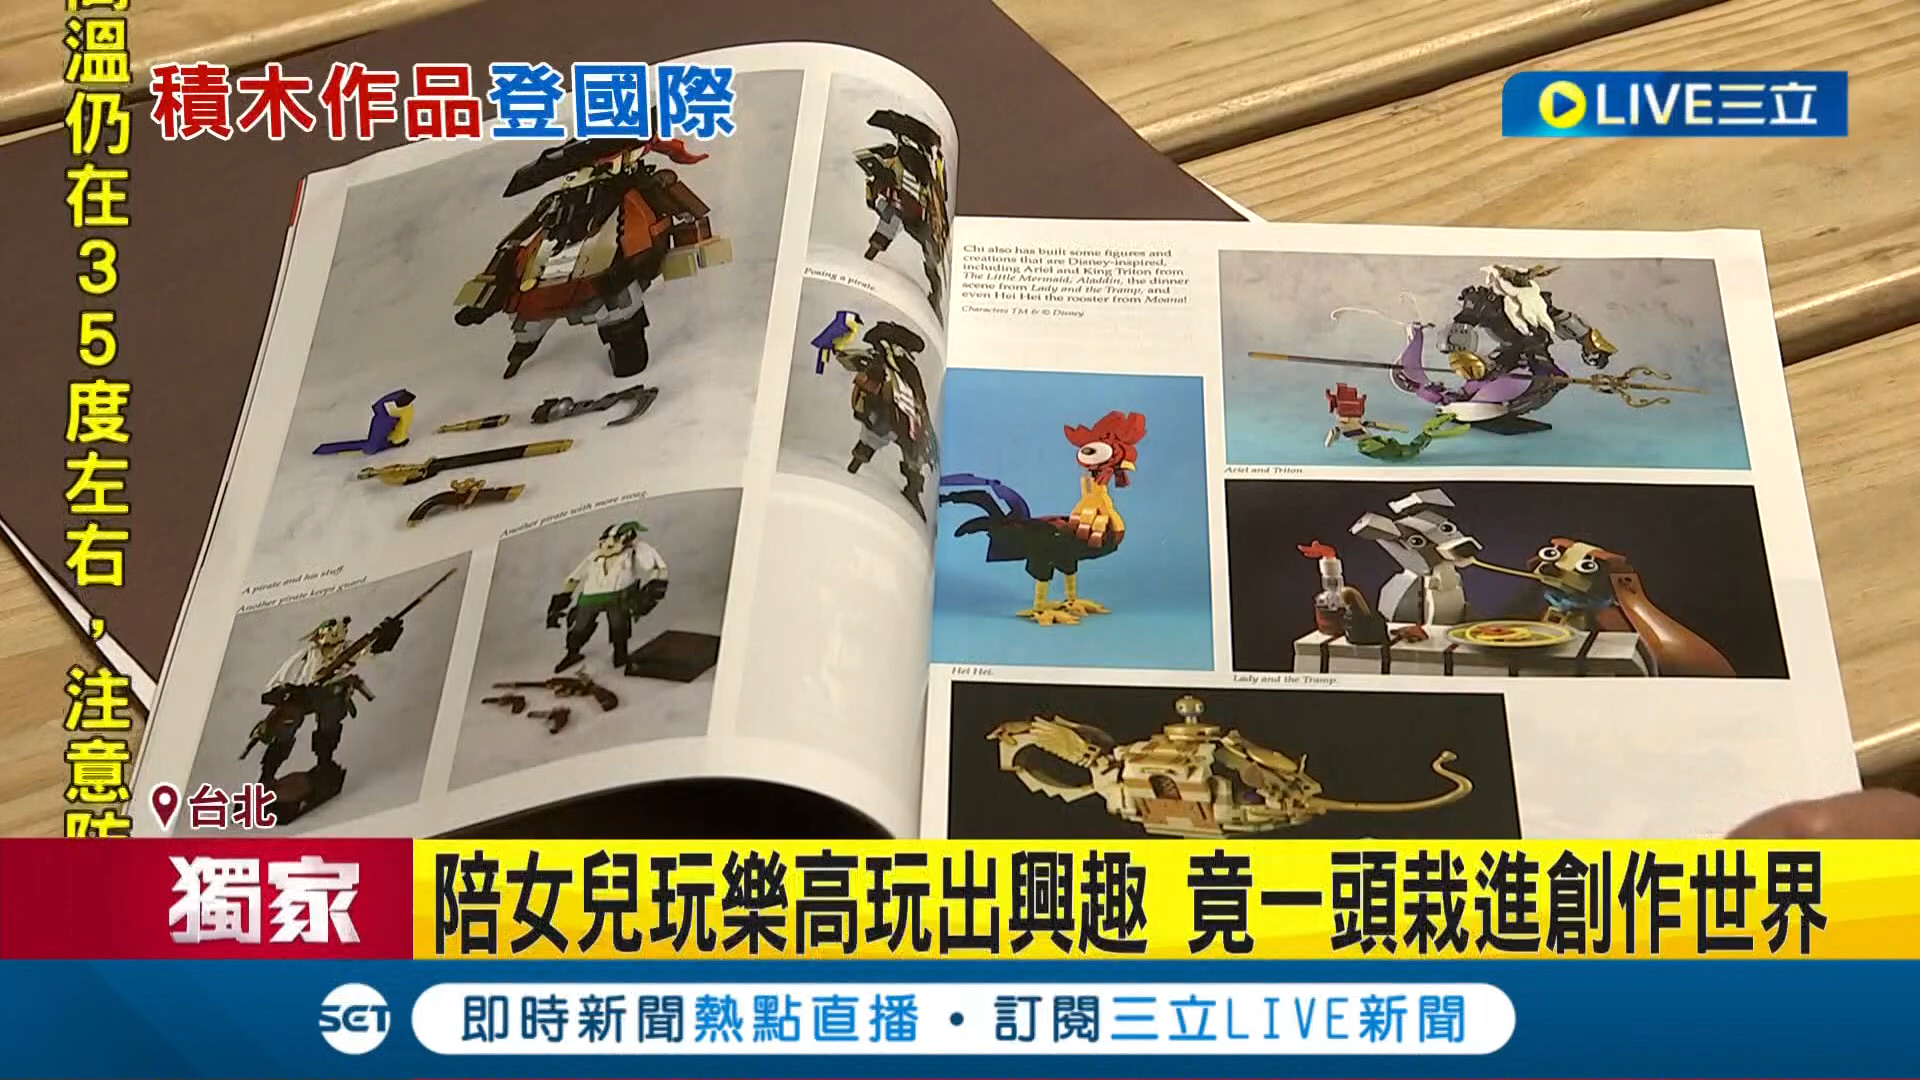 高溫仍在35度左右，注意防
積木作品登國際
LIVE三立
Posing a pirate.
Chi also has built some figures and
creations that are Disney-inspired,
including Ariel and King Triton from
The Little Mermaid, Aladdin, the dinner
scene from Lady and the Tramp, and
even Hei Hei the rooster from Moana!
Characters TM & © Disney
Ariel and Triton.
Another pirate with more swag.
A pirate and his stuff
Another pirate keeps guard
Hei Hei.
Lady and the Tramp.
台北
獨家
陪女兒玩樂高玩出興趣 竟一頭栽進創作世界
SET
即時新聞熱點直播・訂閱三立LIVE新聞